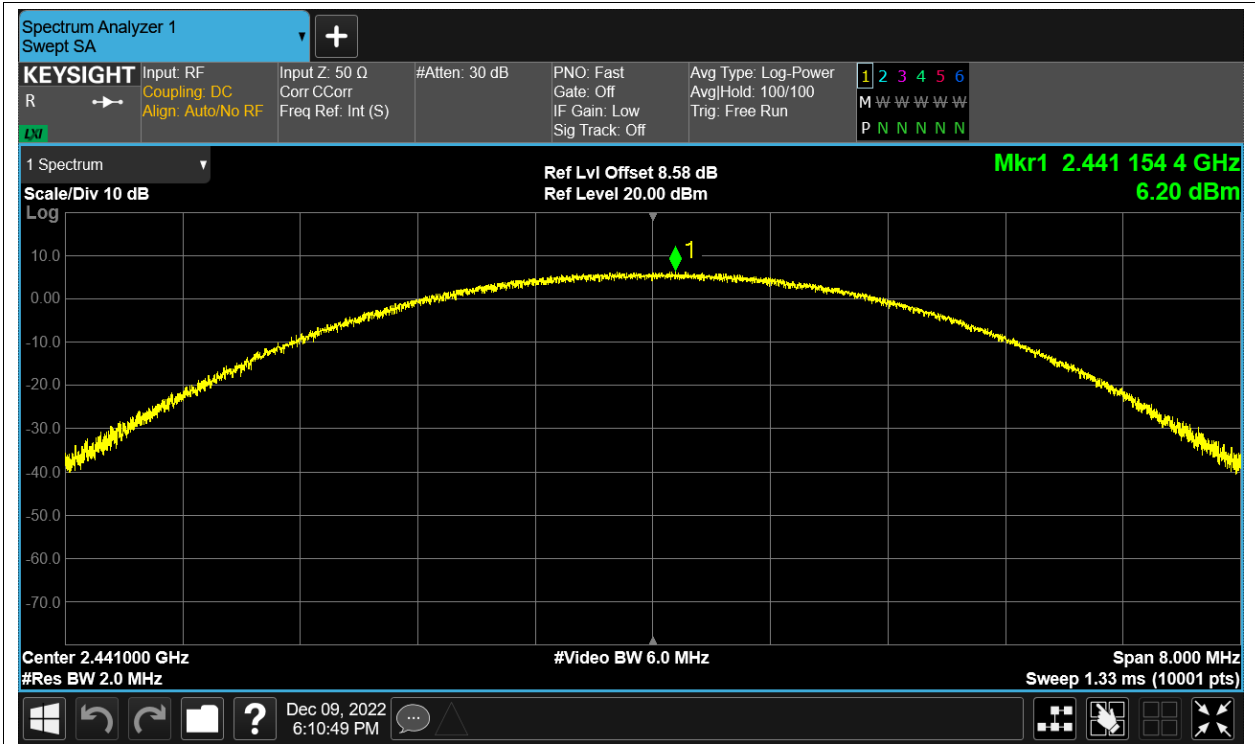 Spectrum Analyzer 1
Swept SA
KEYSIGHT
R
LXI
Input: RF
Coupling: DC
Align: Auto/No RF
Input Z: 50 Ω
Corr CCorr
Freq Ref: Int (S)
#Atten: 30 dB
PNO: Fast
Gate: Off
IF Gain: Low
Sig Track: Off
Avg Type: Log-Power
Avg|Hold: 100/100
Trig: Free Run
1 2 3 4 5 6
M W W W W W W
P N N N N N N
1 Spectrum
Scale/Div 10 dB
Log
Ref Lvl Offset 8.58 dB
Ref Level 20.00 dBm
Mkr1 2.441 154 4 GHz
6.20 dBm
1
10.0
0.00
-10.0
-20.0
-30.0
-40.0
-50.0
-60.0
-70.0
Center 2.441000 GHz
#Res BW 2.0 MHz
#Video BW 6.0 MHz
Span 8.000 MHz
Sweep 1.33 ms (10001 pts)
?
Dec 09, 2022
6:10:49 PM